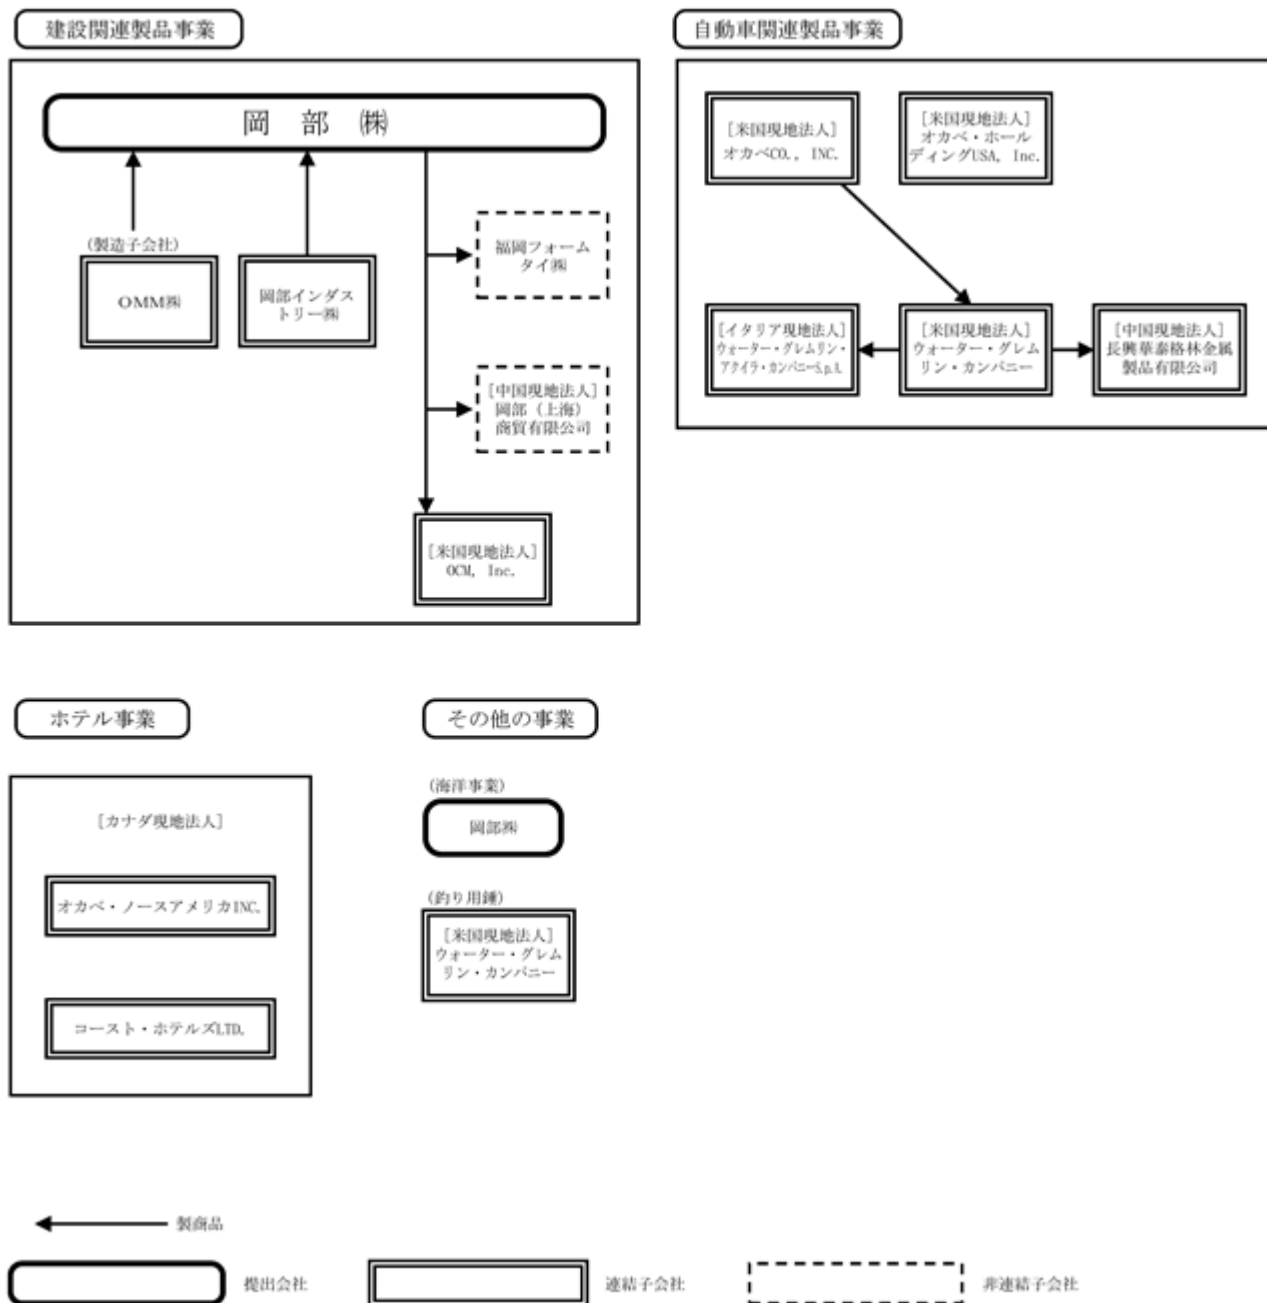 建設関連製品事業
岡 部 ㈱
(製造子会社)
OMM㈱
岡部インダス
トリー㈱
福岡フォーム
タイ㈱
[中国現地法人]
岡部（上海）
商貿有限公司
[米国現地法人]
OCM, Inc.
自動車関連製品事業
[米国現地法人]
オカベCO., INC.
[米国現地法人]
オカベ・ホール
ディングUSA, Inc.
[イタリア現地法人]
ウォーター・グレムリン・
アクイラ・カンパニーS.p.A.
[米国現地法人]
ウォーター・グレム
リン・カンパニー
[中国現地法人]
長興華泰格林金属
製品有限公司
ホテル事業
[カナダ現地法人]
オカベ・ノースアメリカINC.
コースト・ホテルズLTD.
その他の事業
(海洋事業)
岡部㈱
(釣り用錘)
[米国現地法人]
ウォーター・グレム
リン・カンパニー
製商品
提出会社
連結子会社
非連結子会社